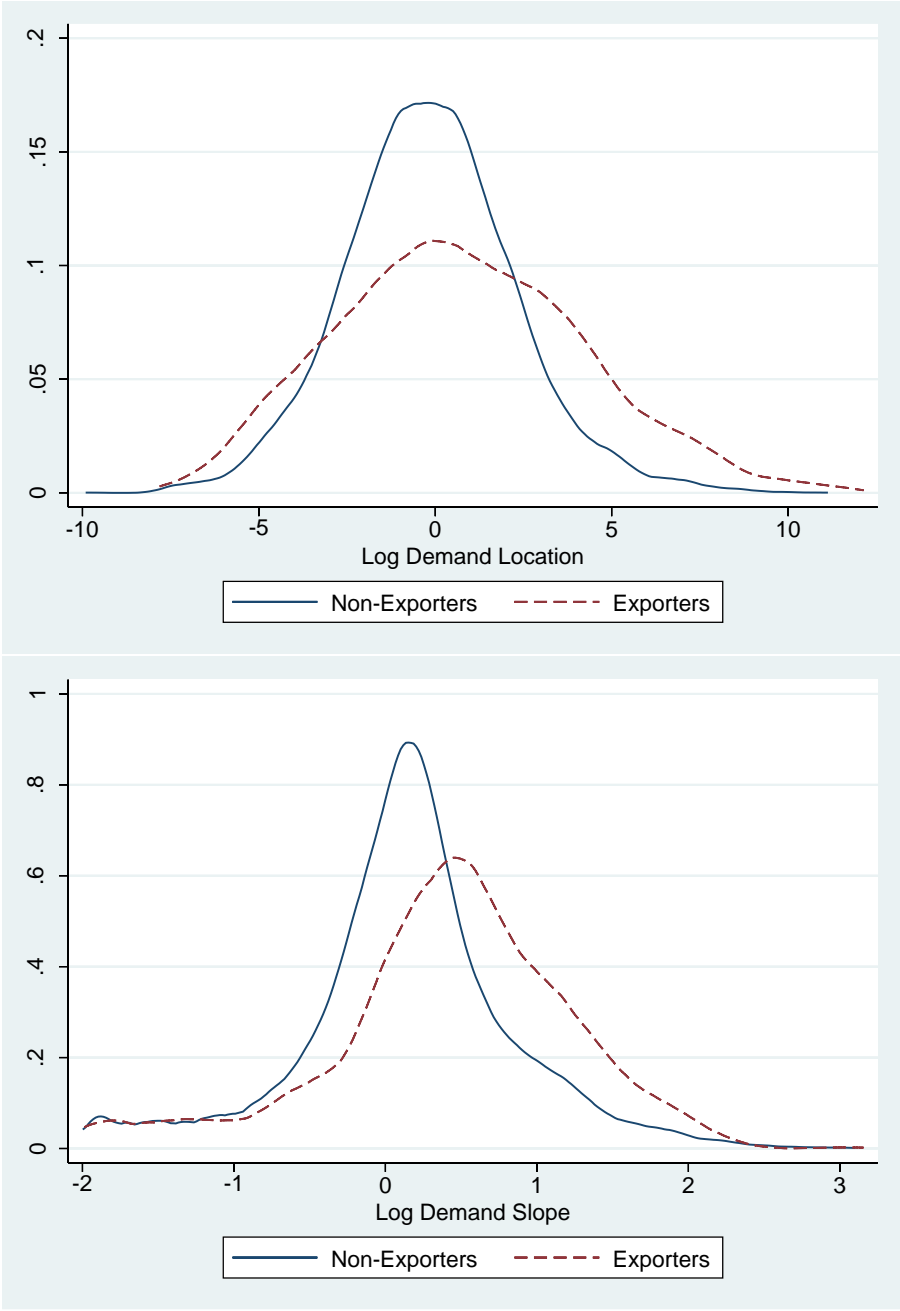 .2
.15
.1
.05
0
-10 -5 0 5 10
Log Demand Location
Non-Exporters Exporters
1
.8
.6
.4
.2
0
-2 -1 0 1 2 3
Log Demand Slope
Non-Exporters Exporters